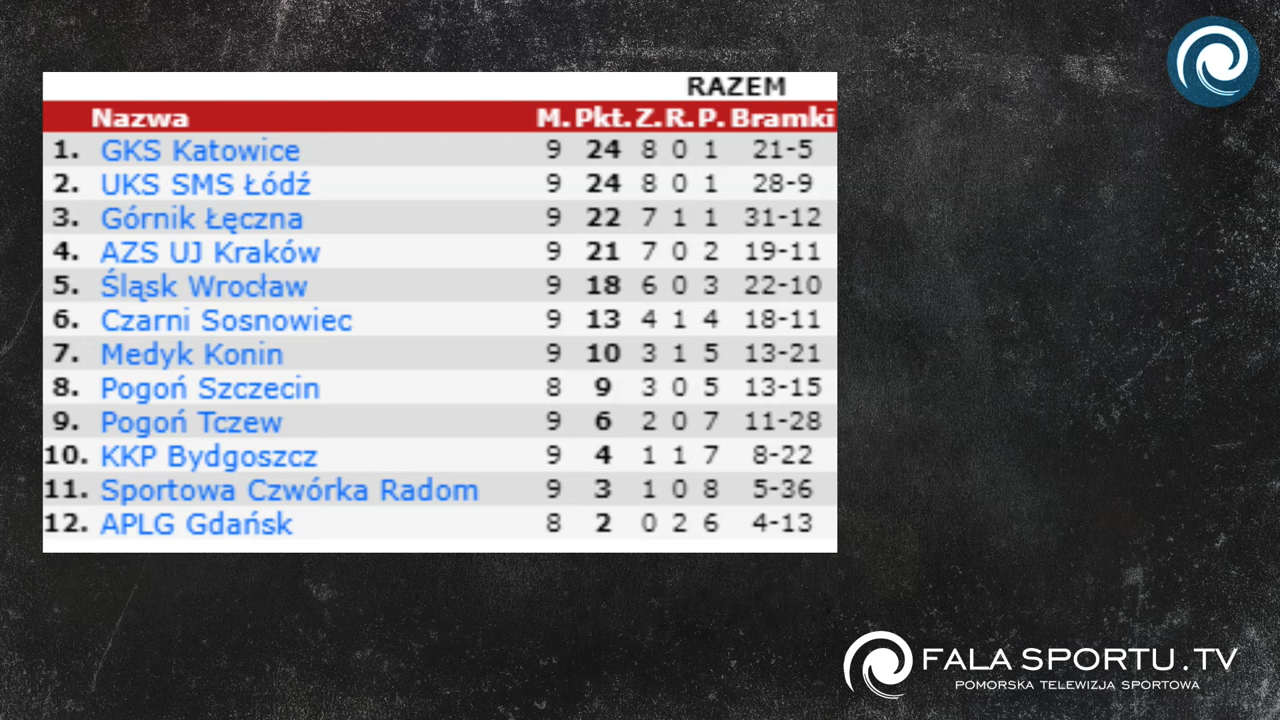 RAZEM
Nazwa M. Pkt. Z. R. P. Bramki
1. GKS Katowice 9 24 8 0 1 21-5
2. UKS SMS Łódź 9 24 8 0 1 28-9
3. Górnik Łęczna 9 22 7 1 1 31-12
4. AZS UJ Kraków 9 21 7 0 2 19-11
5. Śląsk Wrocław 9 18 6 0 3 22-10
6. Czarni Sosnowiec 9 13 4 1 4 18-11
7. Medyk Konin 9 10 3 1 5 13-21
8. Pogoń Szczecin 8 9 3 0 5 13-15
9. Pogoń Tczew 9 6 2 0 7 11-28
10. KKP Bydgoszcz 9 4 1 1 7 8-22
11. Sportowa Czwórka Radom 9 3 1 0 8 5-36
12. APLG Gdańsk 8 2 0 2 6 4-13
FALA SPORTU.TV
POMORSKA TELEWIZJA SPORTOWA